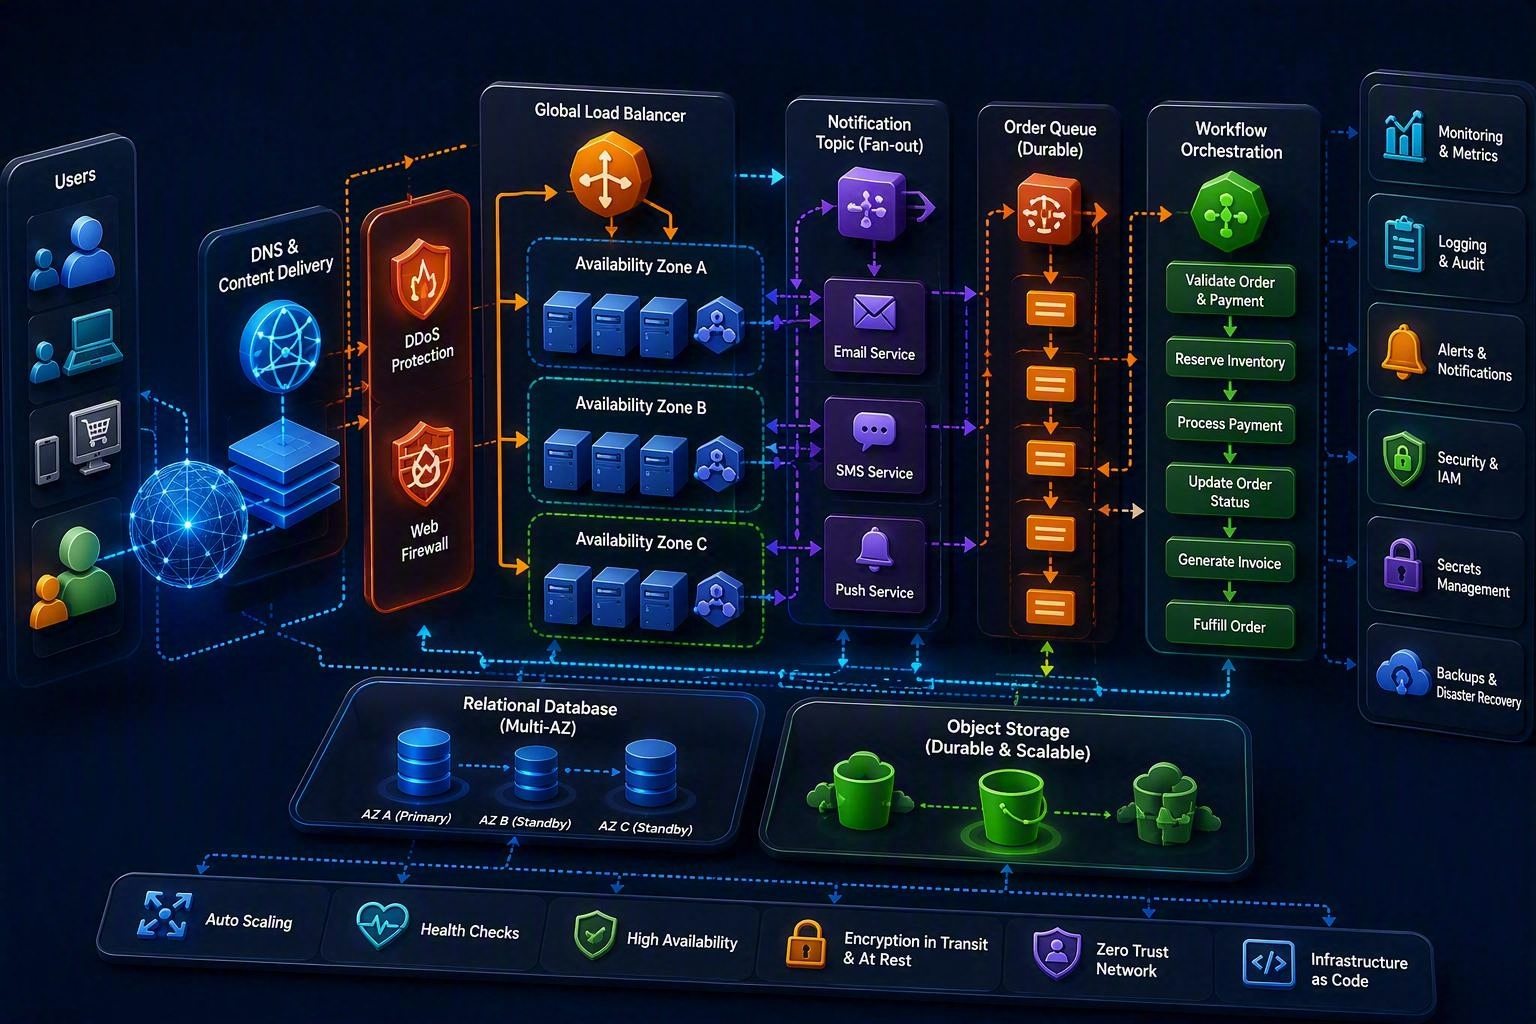 Users
DNS &
Content Delivery
DDoS
Protection
Web
Firewall
Global Load Balancer
Availability Zone A
Availability Zone B
Availability Zone C
Notification
Topic (Fan-out)
Email Service
SMS Service
Push Service
Order Queue
(Durable)
Workflow
Orchestration
Validate Order
& Payment
Reserve Inventory
Process Payment
Update Order
Status
Generate Invoice
Fulfill Order
Monitoring
& Metrics
Logging
& Audit
Alerts &
Notifications
Security &
IAM
Secrets
Management
Backups &
Disaster Recovery
Relational Database
(Multi-AZ)
AZ A (Primary)
AZ B (Standby)
AZ C (Standby)
Object Storage
(Durable & Scalable)
Auto Scaling
Health Checks
High Availability
Encryption in Transit
& At Rest
Zero Trust
Network
</>
Infrastructure
as Code